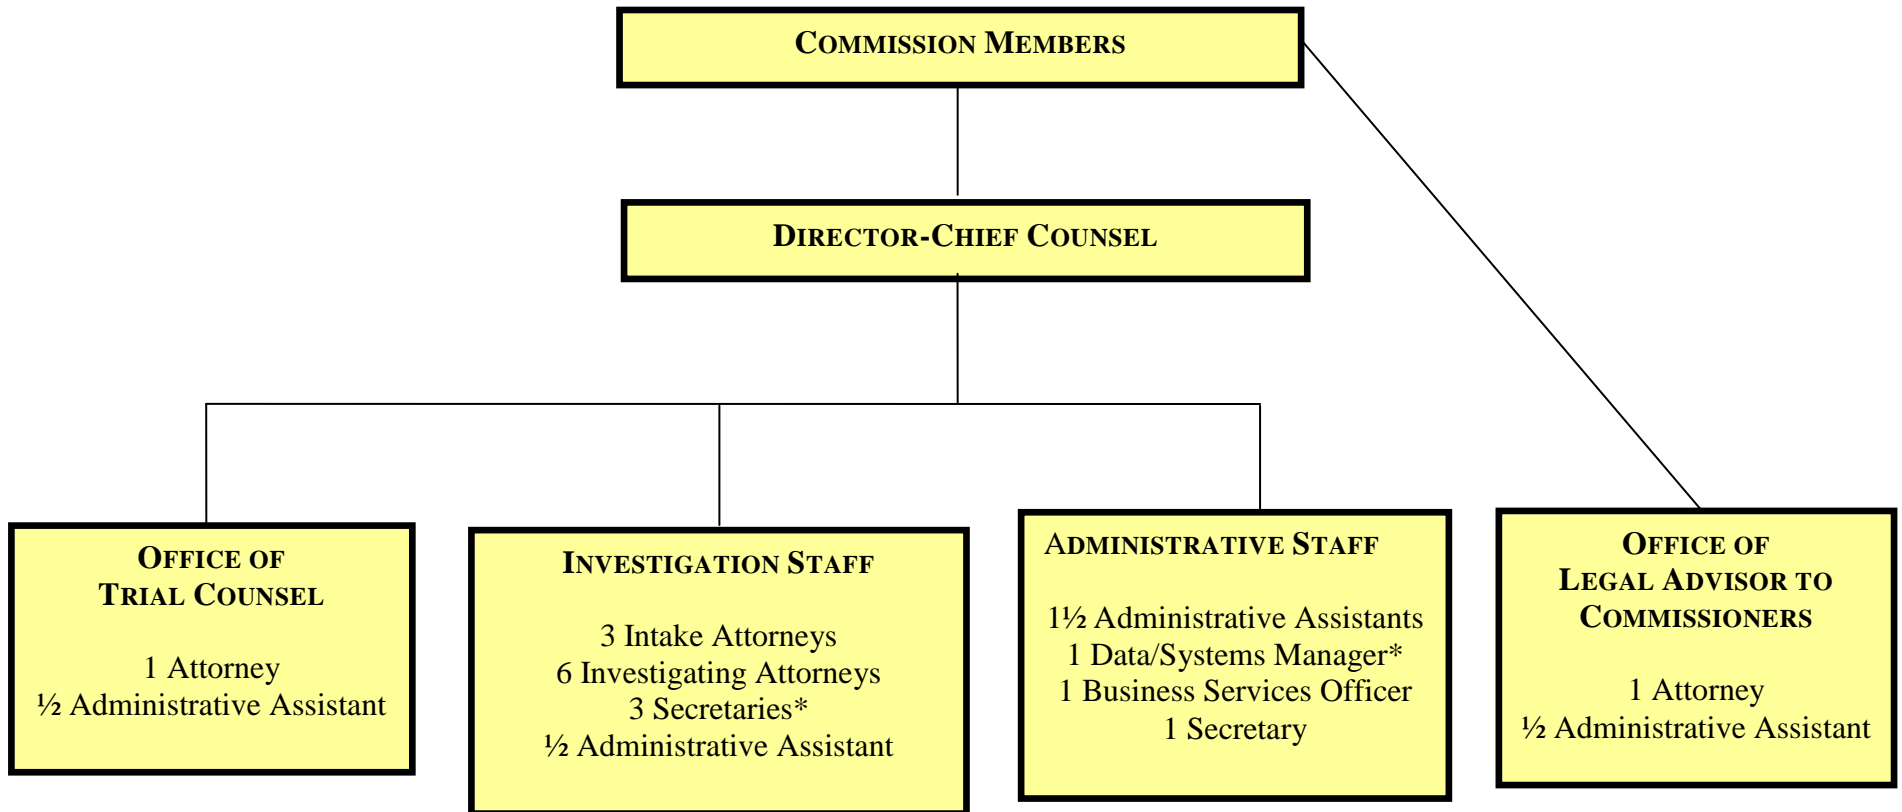 COMMISSION MEMBERS
DIRECTOR-CHIEF COUNSEL
OFFICE OF
TRIAL COUNSEL
1 Attorney
½ Administrative Assistant
INVESTIGATION STAFF
3 Intake Attorneys
6 Investigating Attorneys
3 Secretaries*
½ Administrative Assistant
ADMINISTRATIVE STAFF
1½ Administrative Assistants
1 Data/Systems Manager*
1 Business Services Officer
1 Secretary
OFFICE OF
LEGAL ADVISOR TO
COMMISSIONERS
1 Attorney
½ Administrative Assistant